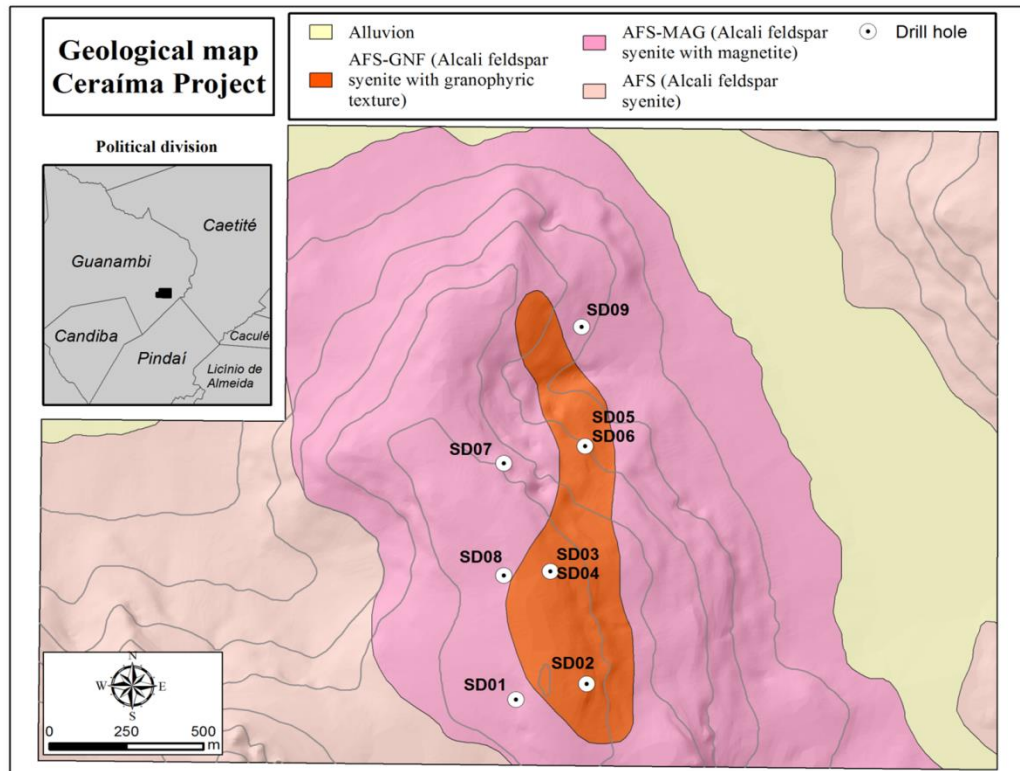 Geological map
Ceraíma Project
Alluvion
AFS-GNF (Alcali feldspar
syenite with granophyric
texture)
AFS-MAG (Alcali feldspar
syenite with magnetite)
AFS (Alcali feldspar
syenite)
Drill hole
Political division
Caetité
Guanambi
Candiba
Pindaí
Caculé
Licínio de
Almeida
SD09
SD05
SD06
SD07
SD03
SD04
SD08
SD02
SD01
N
W
E
S
0
250
500
m